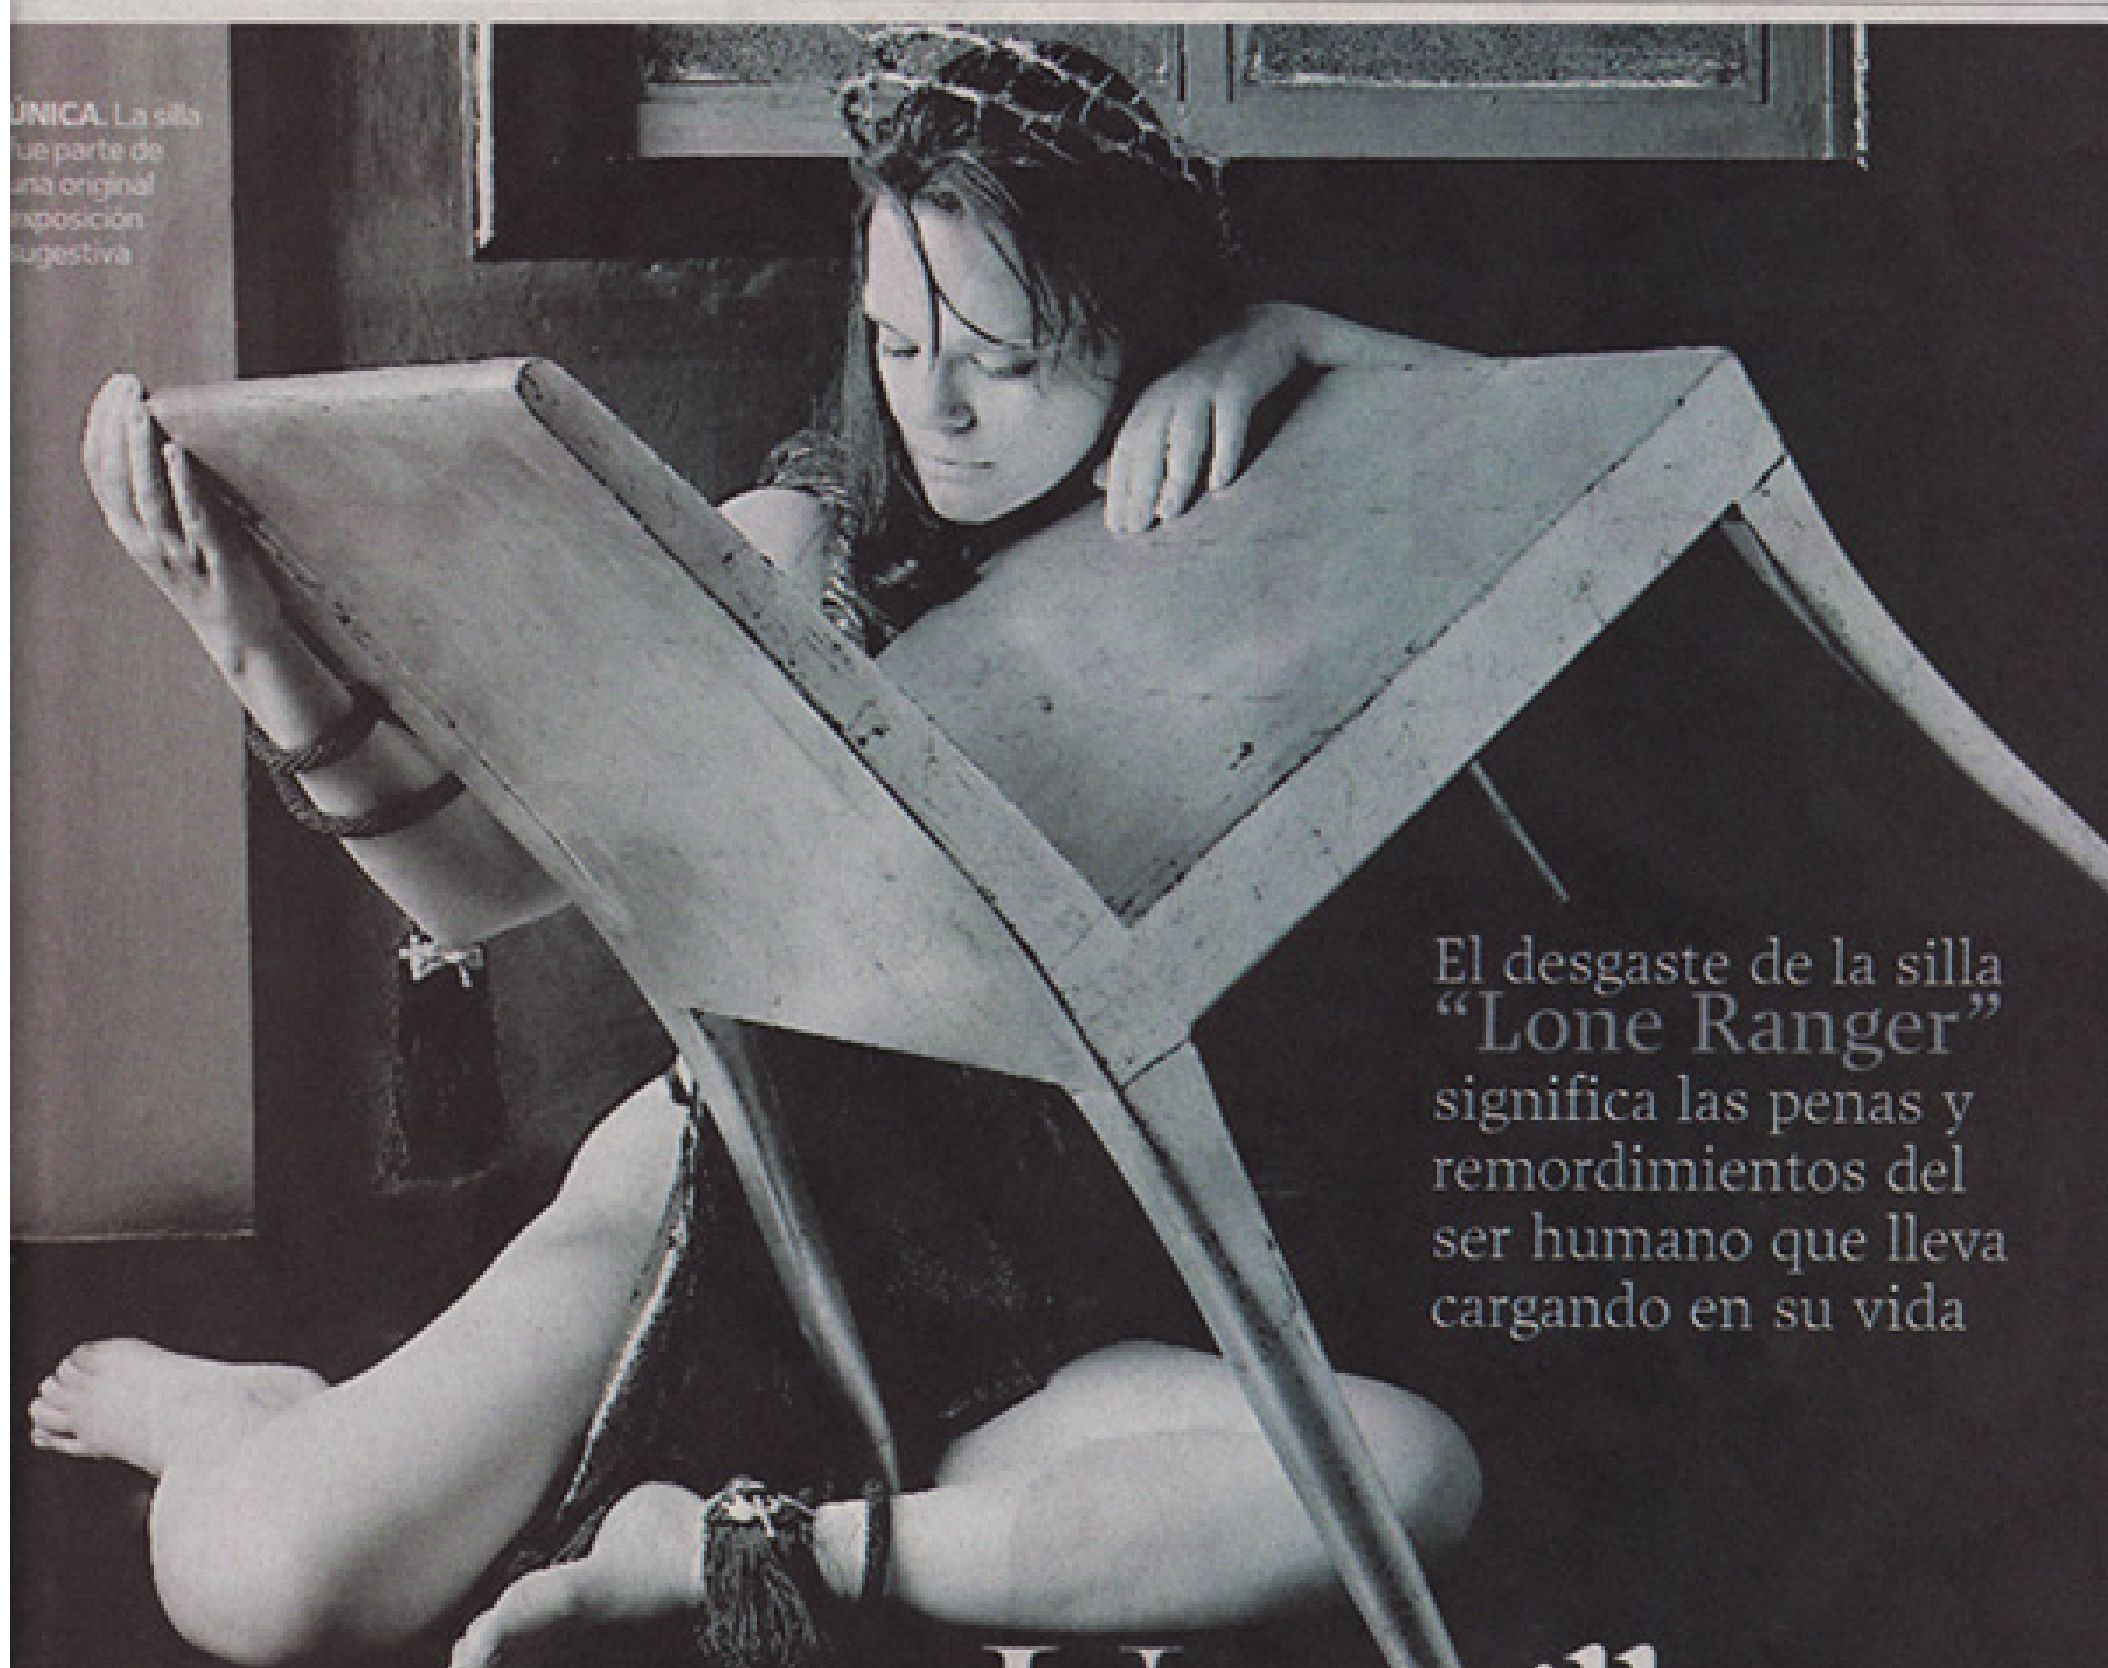 ÚNICA. La silla
fue parte de
una original
exposición
sugestiva
El desgaste de la silla
“Lone Ranger”
significa las penas y
remordimientos del
ser humano que lleva
cargando en su vida